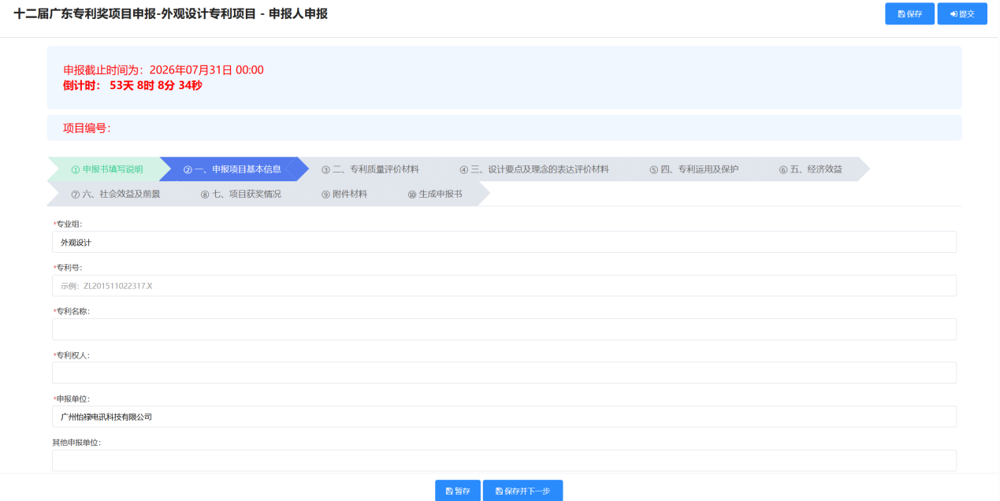 十二届广东专利奖项目申报-外观设计专利项目 - 申报人申报
保存 提交
申报截止时间为: 2026年07月31日 00:00
倒计时: 53天 8时 8分 34秒
项目编号:
① 申报书填写说明 ② 一、申报项目基本信息 ③ 二、专利质量评价材料 ④ 三、设计要点及理念的表达评价材料 ⑤ 四、专利运用及保护 ⑥ 五、经济效益
⑦ 六、社会效益及前景 ⑧ 七、项目获奖情况 ⑨ 附件材料 ⑩ 生成申报书
*专业组:
外观设计
*专利号:
示例: ZL201511022317.X
*专利名称:
*专利权人:
*申报单位:
广州怡禄电讯科技有限公司
其他申报单位:
暂存 保存并下一步